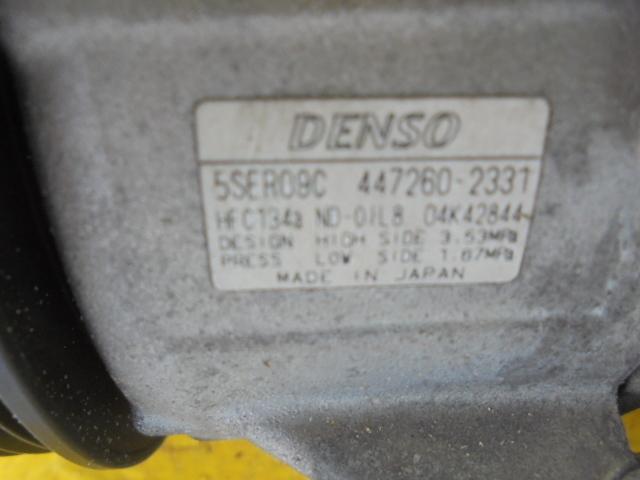 DENSO
5SER09C 447260-2331
HFC134a ND-OIL8 04K42844
DESIGN HIGH SIDE 3.53MPa
PRESS LOW SIDE 1.67MPa
MADE IN JAPAN